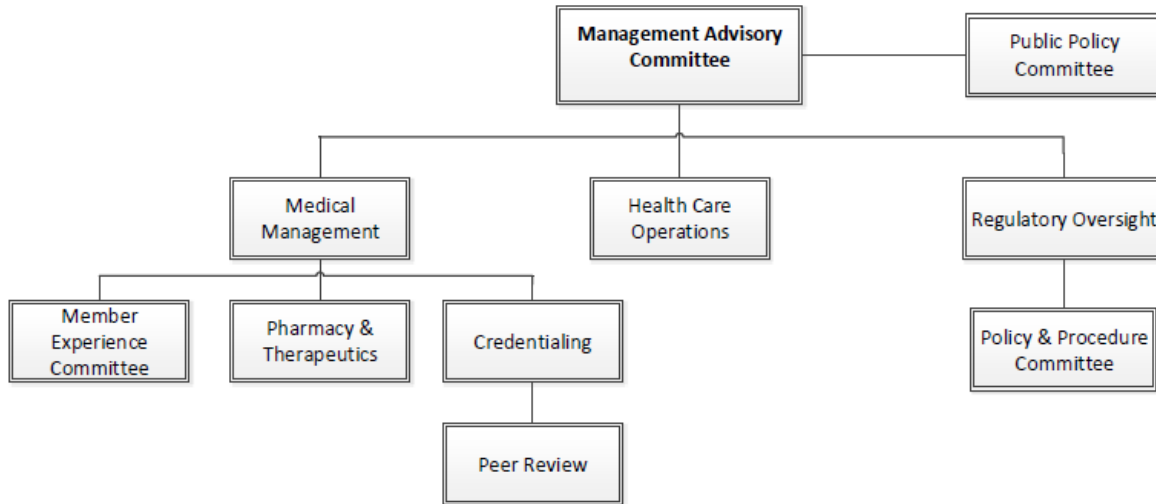 Management Advisory
Committee
Public Policy
Committee
Medical
Management
Health Care
Operations
Regulatory Oversight
Member
Experience
Committee
Pharmacy &
Therapeutics
Credentialing
Policy & Procedure
Committee
Peer Review